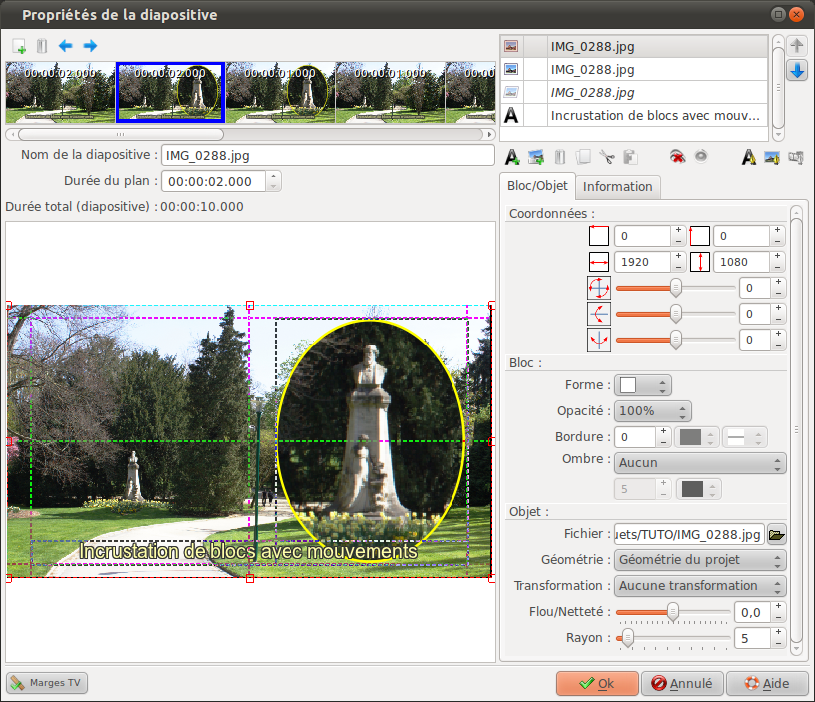 Propriétés de la diapositive
00:00:02.000
00:00:02.000
00:00:01.000
00:00:01.000
00:00
Nom de la diapositive : IMG_0288.jpg
Durée du plan : 00:00:02.000
Durée total (diapositive) : 00:00:10.000
Incrustation de blocs avec mouvements
Marges TV
IMG_0288.jpg
IMG_0288.jpg
IMG_0288.jpg
A Incrustation de blocs avec mouv...
Bloc/Objet Information
Coordonnées :
0 0
1920 1080
0
0
0
Bloc :
Forme :
Opacité : 100%
Bordure : 0
Ombre : Aucun
5
Objet :
Fichier : jets/TUTO/IMG_0288.jpg
Géométrie : Géométrie du projet
Transformation : Aucune transformation
Flou/Netteté : 0,0
Rayon : 5
Ok Annulé Aide